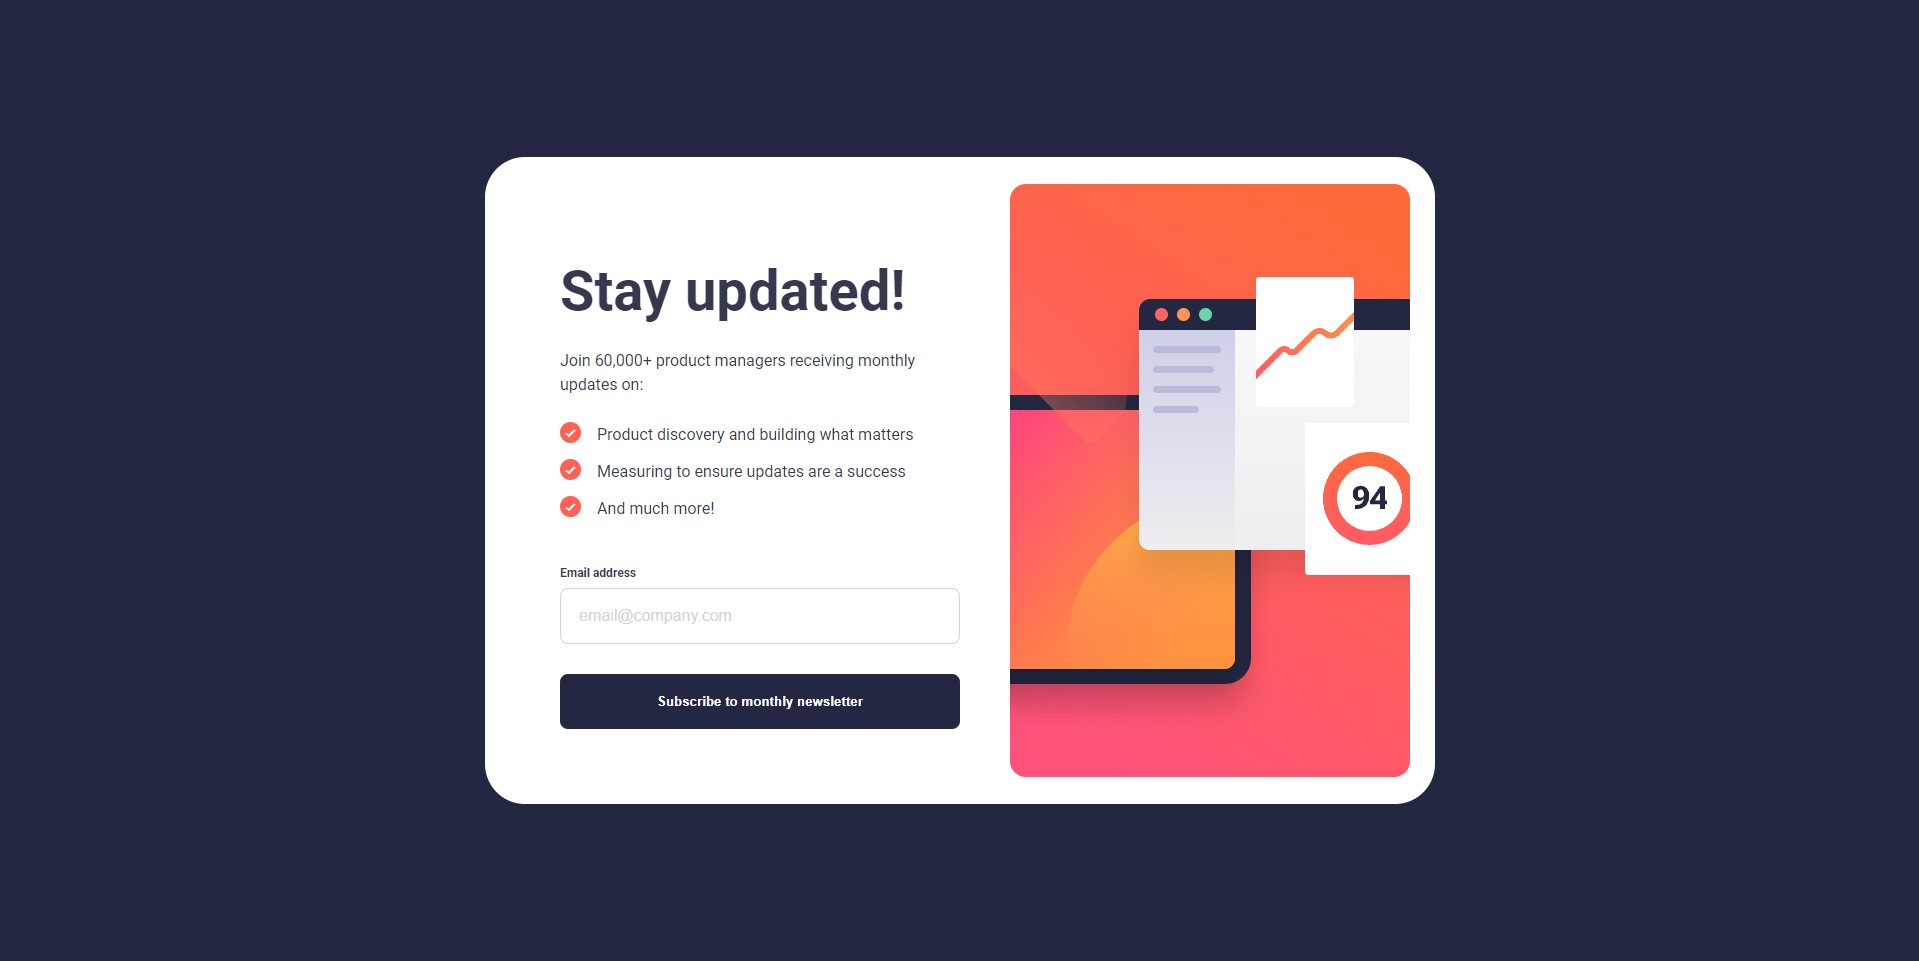 Stay updated!
Join 60,000+ product managers receiving monthly
updates on:
Product discovery and building what matters
Measuring to ensure updates are a success
And much more!
Email address
email@company.com
Subscribe to monthly newsletter
94